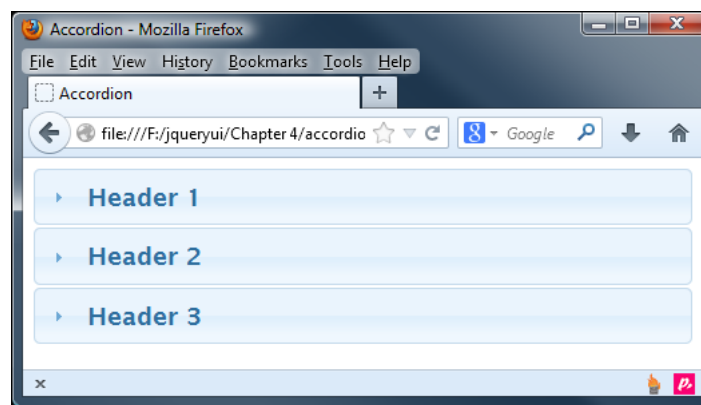 Accordion - Mozilla Firefox
File Edit View History Bookmarks Tools Help
Accordion +
file:///F:/jqueryui/Chapter 4/accordio 8 Google
Header 1
Header 2
Header 3
x p.